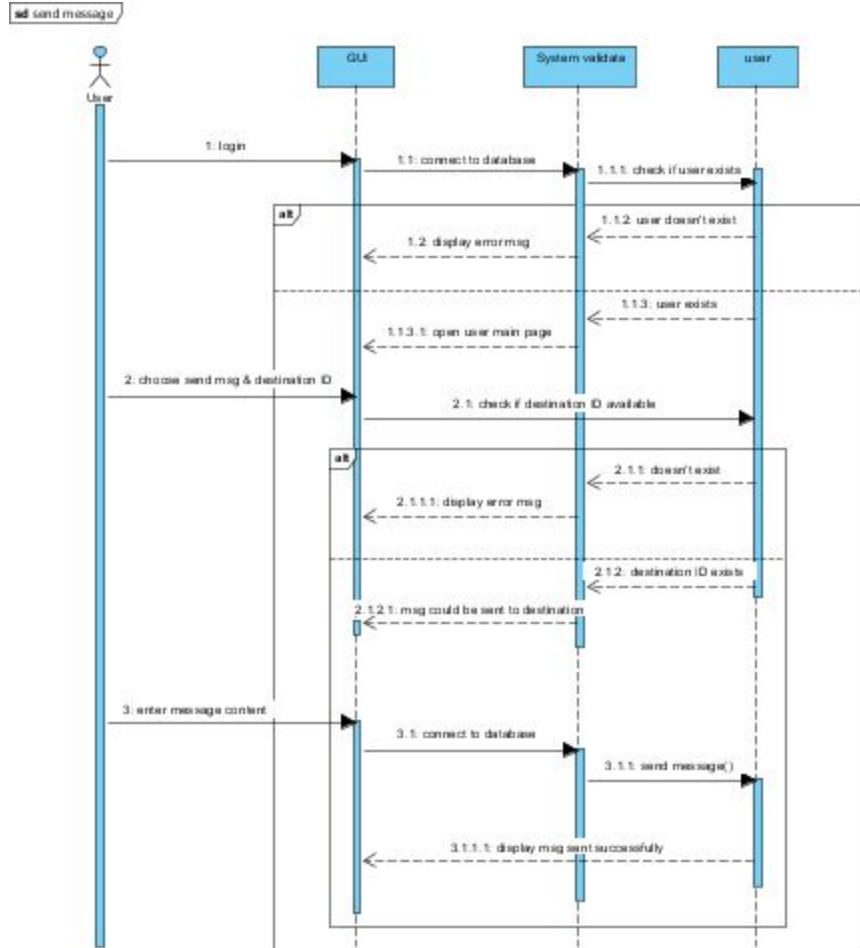 sd send message
GUI
System validate
user
User
1: login
1.1: connect to database
1.1.1: check if user exists
alt
1.1.2: user doesn't exist
1.2: display error msg
1.1.3: user exists
1.1.3.1: open user main page
2: choose send msg & destination ID
2.1: check if destination ID available
alt
2.1.1: doesn't exist
2.1.1.1: display error msg
2.1.2: destination ID exists
2.1.2.1: msg could be sent to destination
3: enter message content
3.1: connect to database
3.1.1: send message()
3.1.1.1: display msg sent successfully